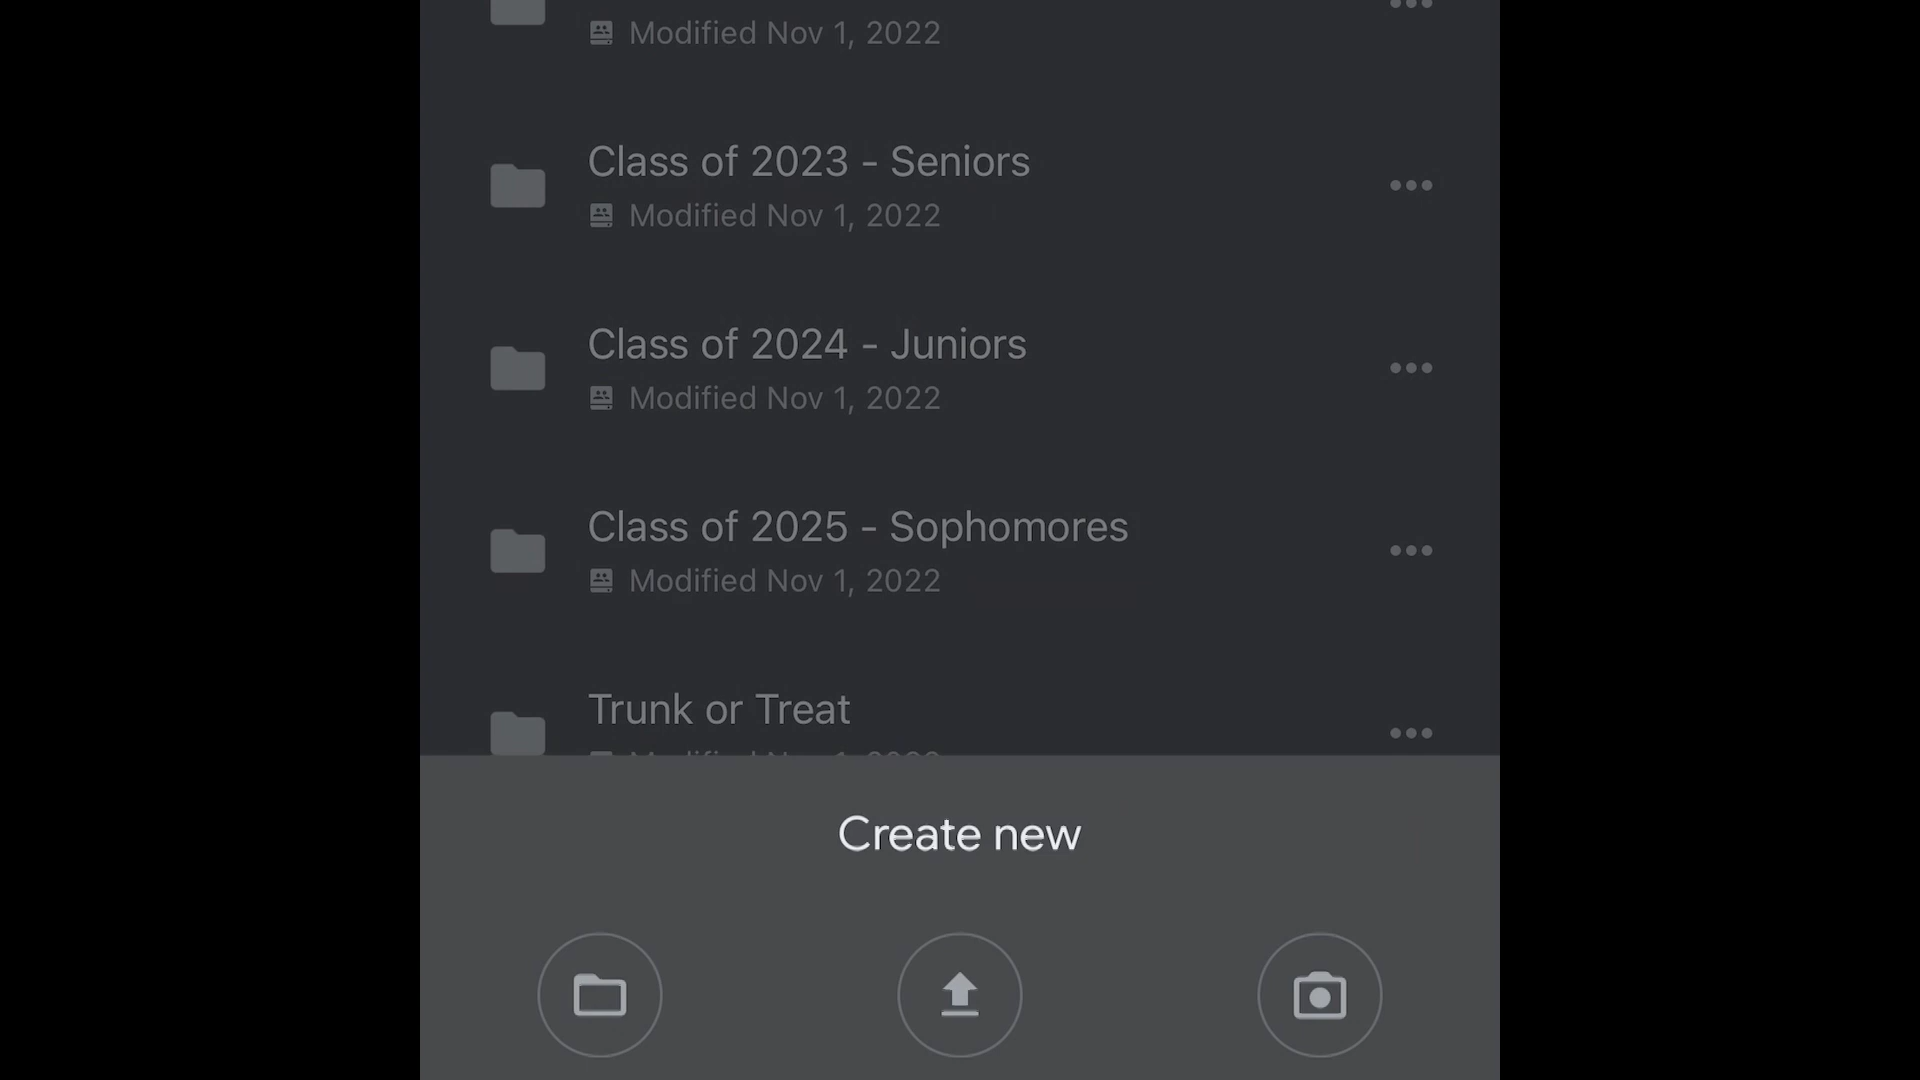 Modified Nov 1, 2022
Class of 2023 - Seniors
Modified Nov 1, 2022
Class of 2024 - Juniors
Modified Nov 1, 2022
Class of 2025 - Sophomores
Modified Nov 1, 2022
Trunk or Treat
Create new